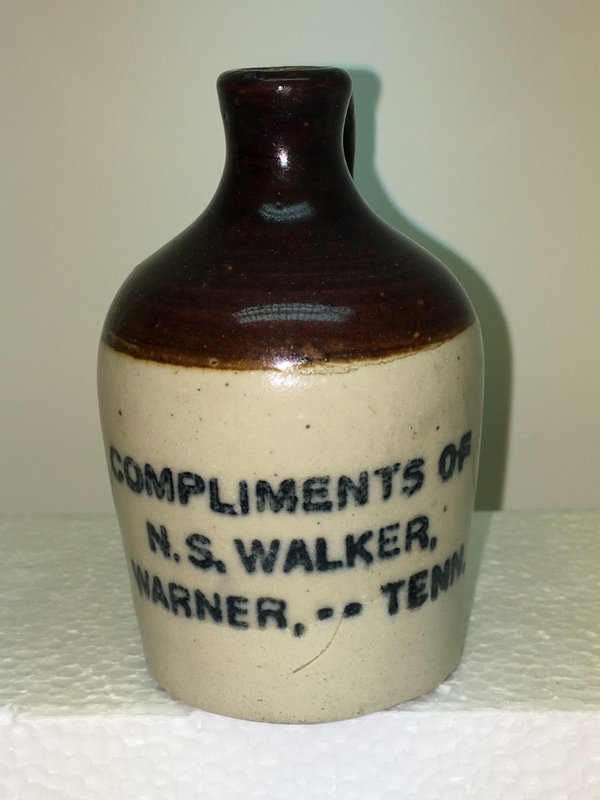 COMPLIMENTS OF
N.S. WALKER,
WARNER, -- TENN.